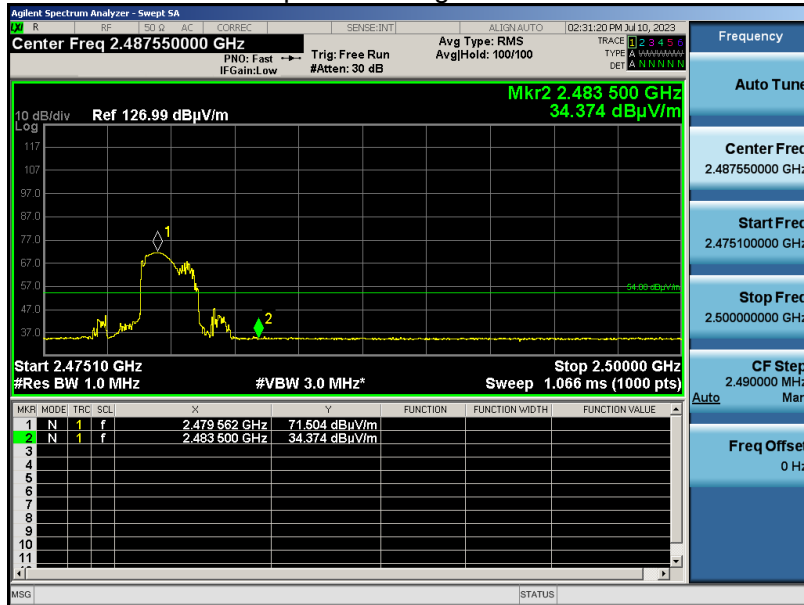 Agilent Spectrum Analyzer - Swept SA
LXI R RF 50 Ω AC CORREC SENSE:INT ALIGN AUTO 02:31:20 PM Jul 10, 2023
Center Freq 2.487550000 GHz
PNO: Fast
IFGain:Low
Trig: Free Run
#Atten: 30 dB
Avg Type: RMS
Avg|Hold: 100/100
TRACE 1 2 3 4 5 6
TYPE A
DET A N N N N N
Mkr2 2.483 500 GHz
34.374 dBµV/m
10 dB/div Ref 126.99 dBµV/m
Log
117
107
97.0
87.0
77.0
67.0
57.0
47.0
37.0
1
2
54.00 dBµV/m
Start 2.47510 GHz Stop 2.50000 GHz
#Res BW 1.0 MHz #VBW 3.0 MHz* Sweep 1.066 ms (1000 pts)
MKR MODE TRC SCL X Y FUNCTION FUNCTION WIDTH FUNCTION VALUE
1 N 1 f 2.479 562 GHz 71.504 dBµV/m
2 N 1 f 2.483 500 GHz 34.374 dBµV/m
3
4
5
6
7
8
9
10
11
MSG STATUS
Frequency
Auto Tune
Center Freq
2.487550000 GHz
Start Freq
2.475100000 GHz
Stop Freq
2.500000000 GHz
CF Step
2.490000 MHz
Auto Man
Freq Offset
0 Hz